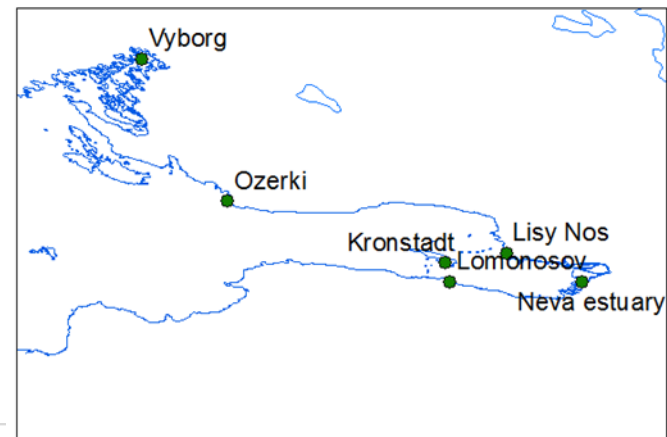 Vyborg
Ozerki
Lisy Nos
Kronstadt
Lomonosov
Neva estuary